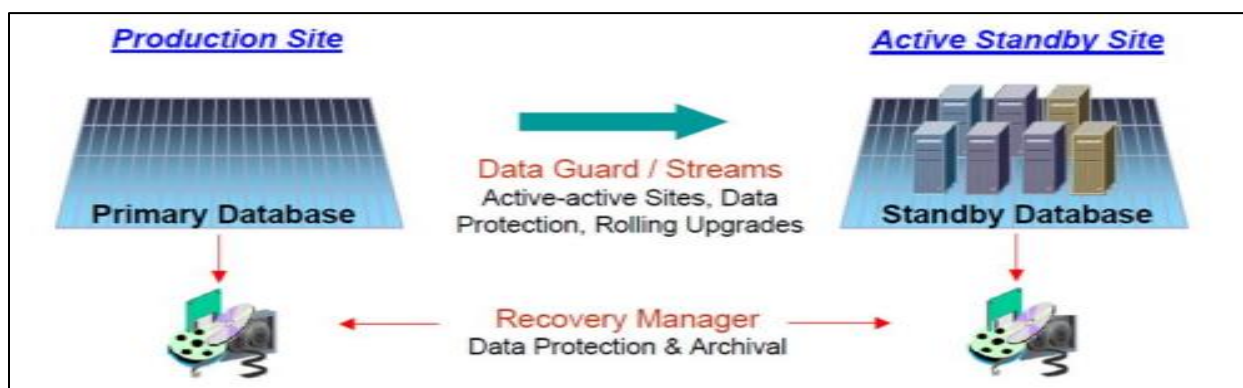 Production Site
Active Standby Site
Data Guard / Streams
Active-active Sites, Data
Protection, Rolling Upgrades
Primary Database
Standby Database
Recovery Manager
Data Protection & Archival